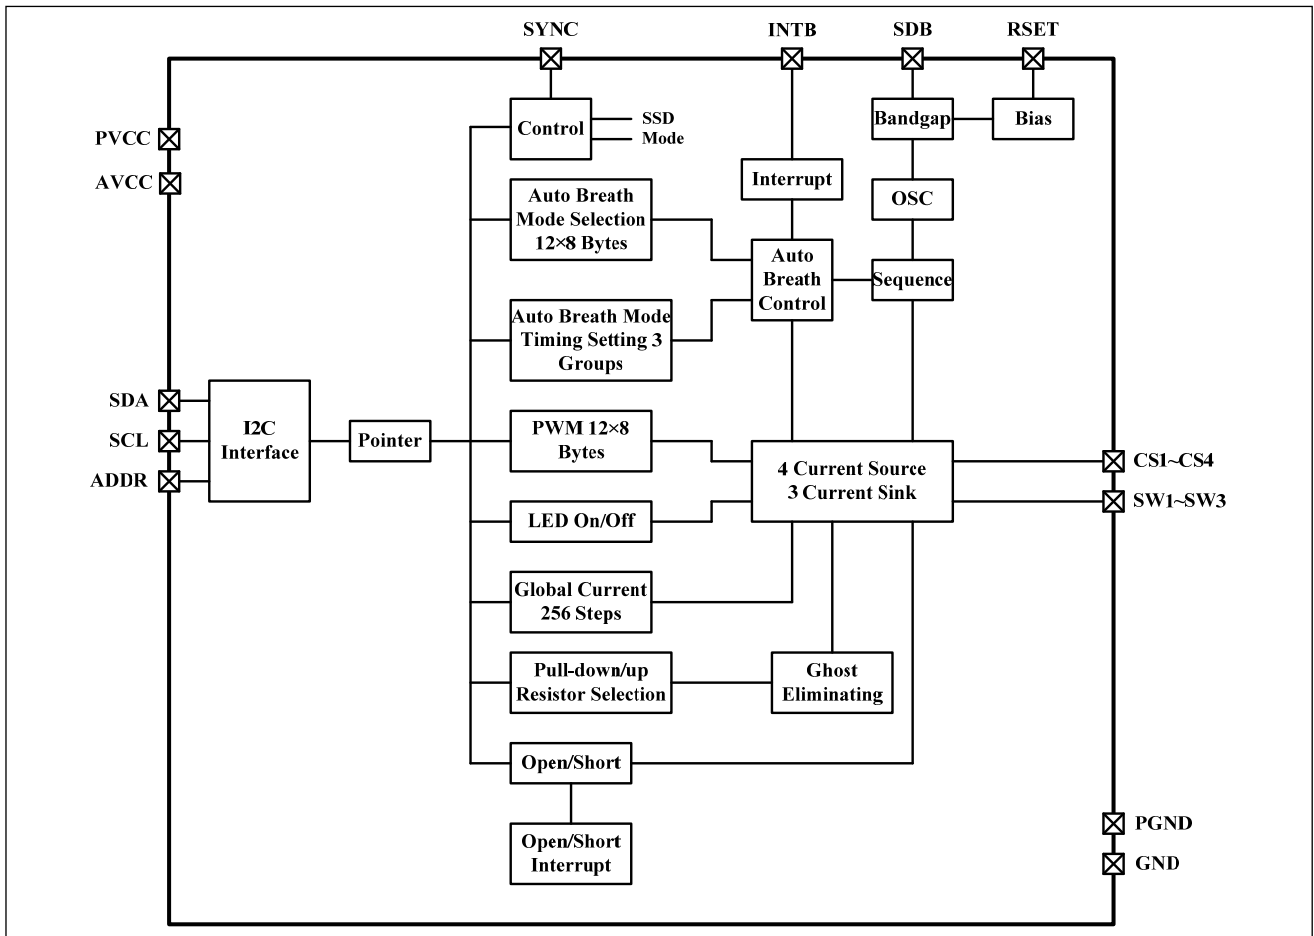 SYNC
INTB
SDB
RSET
PVCC
AVCC
Control
SSD
Mode
Bandgap
Bias
Interrupt
OSC
Auto Breath
Mode Selection
12×8 Bytes
Auto
Breath
Control
Sequence
Auto Breath Mode
Timing Setting 3
Groups
SDA
SCL
ADDR
I2C
Interface
Pointer
PWM 12×8
Bytes
4 Current Source
3 Current Sink
CS1~CS4
SW1~SW3
LED On/Off
Global Current
256 Steps
Pull-down/up
Resistor Selection
Ghost
Eliminating
Open/Short
Open/Short
Interrupt
PGND
GND